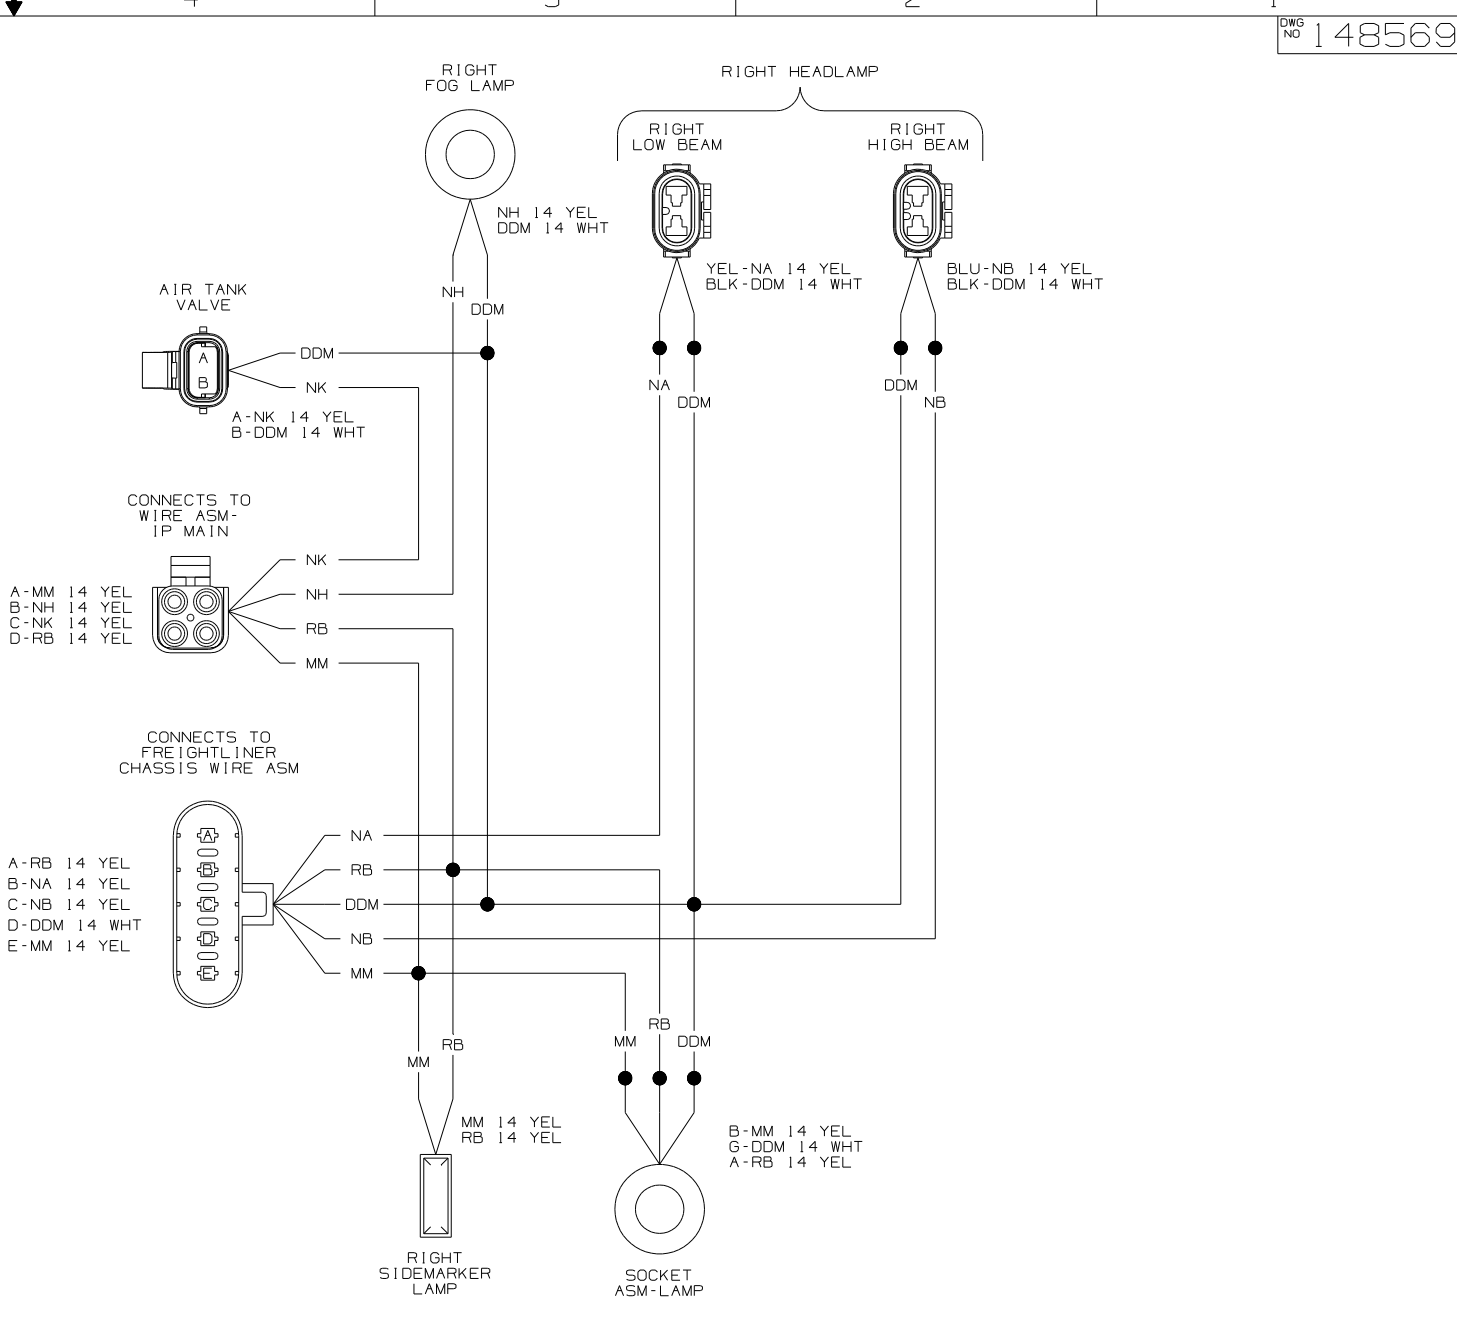 DWG
NO 148569
RIGHT
FOG LAMP
RIGHT HEADLAMP
RIGHT
LOW BEAM
RIGHT
HIGH BEAM
NH 14 YEL
DDM 14 WHT
YEL-NA 14 YEL
BLK-DDM 14 WHT
BLU-NB 14 YEL
BLK-DDM 14 WHT
NH
DDM
AIR TANK
VALVE
A
B
DDM
NK
A-NK 14 YEL
B-DDM 14 WHT
NA
DDM
DDM
NB
CONNECTS TO
WIRE ASM-
IP MAIN
A-MM 14 YEL
B-NH 14 YEL
C-NK 14 YEL
D-RB 14 YEL
NK
NH
RB
MM
CONNECTS TO
FREIGHTLINER
CHASSIS WIRE ASM
A-RB 14 YEL
B-NA 14 YEL
C-NB 14 YEL
D-DDM 14 WHT
E-MM 14 YEL
A
B
C
D
E
NA
RB
DDM
NB
MM
MM
RB
MM
RB
DDM
MM 14 YEL
RB 14 YEL
B-MM 14 YEL
G-DDM 14 WHT
A-RB 14 YEL
RIGHT
SIDEMARKER
LAMP
SOCKET
ASM-LAMP